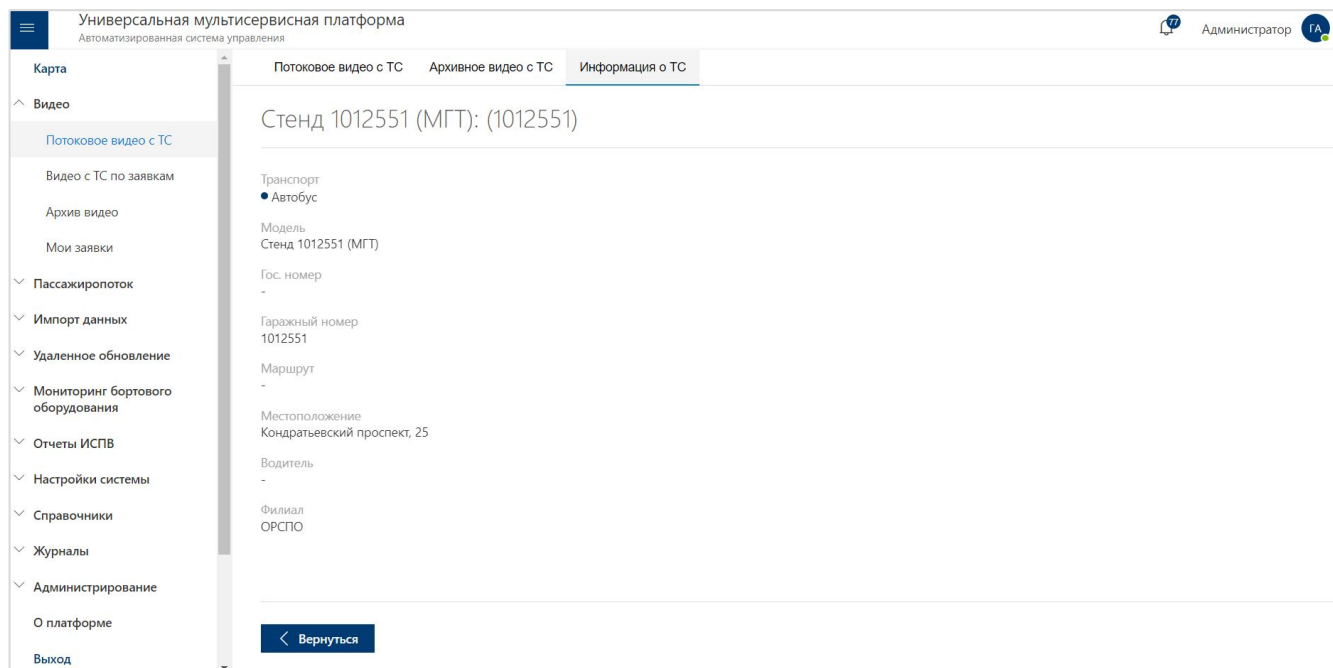 Универсальная мультисервисная платформа
Автоматизированная система управления
77
Администратор
ГА
Карта
Видео
Потоковое видео с ТС
Видео с ТС по заявкам
Архив видео
Мои заявки
Пассажиропоток
Импорт данных
Удаленное обновление
Мониторинг бортового
оборудования
Отчеты ИСПВ
Настройки системы
Справочники
Журналы
Администрирование
О платформе
Выход
Потоковое видео с ТС Архивное видео с ТС Информация о ТС
Стенд 1012551 (МГТ): (1012551)
Транспорт
Автобус
Модель
Стенд 1012551 (МГТ)
Гос. номер
-
Гаражный номер
1012551
Маршрут
-
Местоположение
Кондратьевский проспект, 25
Водитель
-
Филиал
ОРСПО
Вернуться